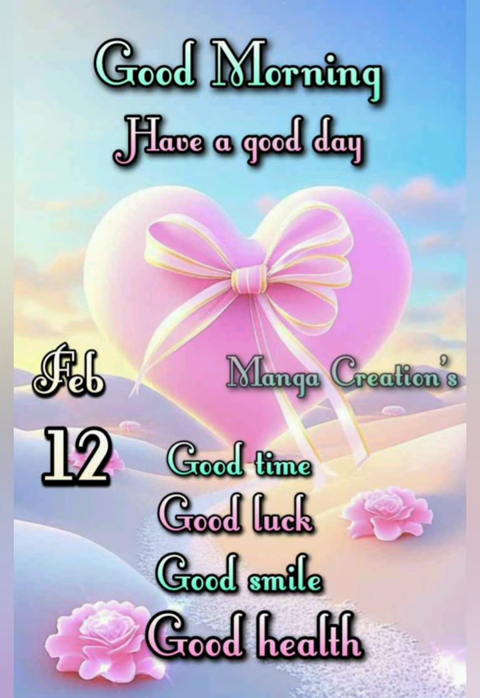 Good Morning
Have a good day
Feb
Manga Creation's
12
Good time
Good luck
Good smile
Good health